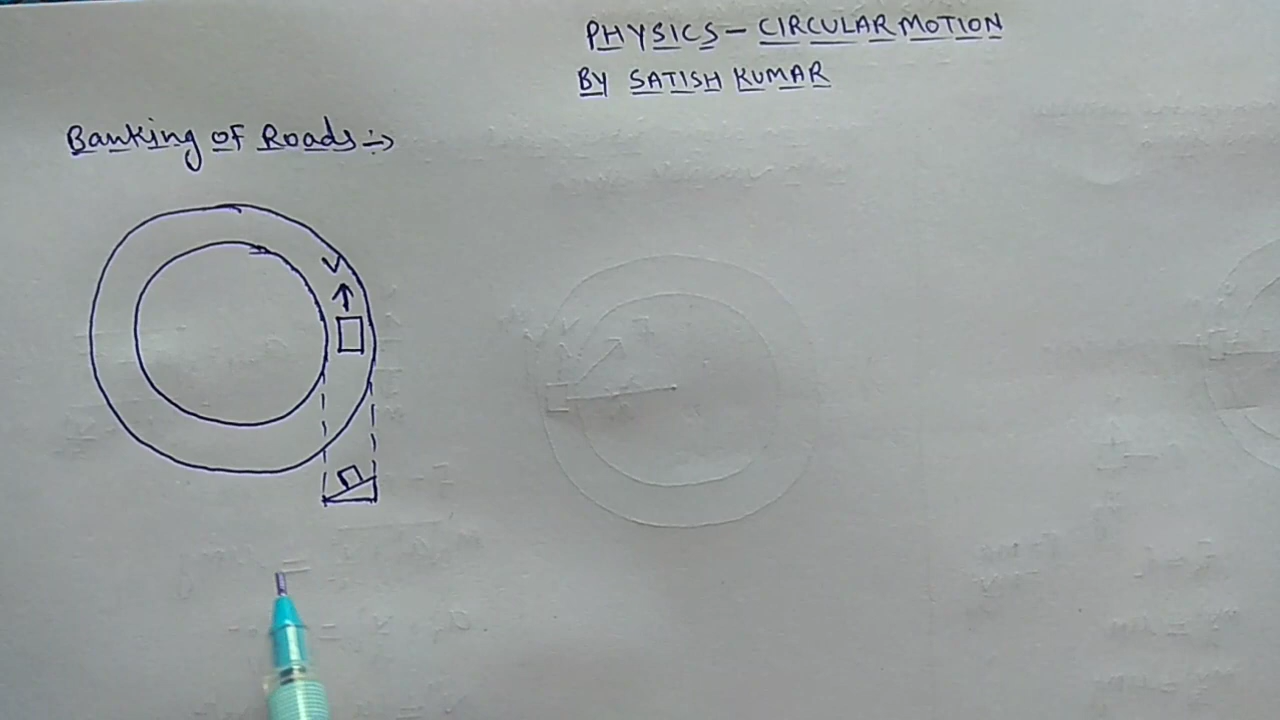 PHYSICS - CIRCULAR MOTION
BY SATISH KUMAR
Banking of Roads :→
V